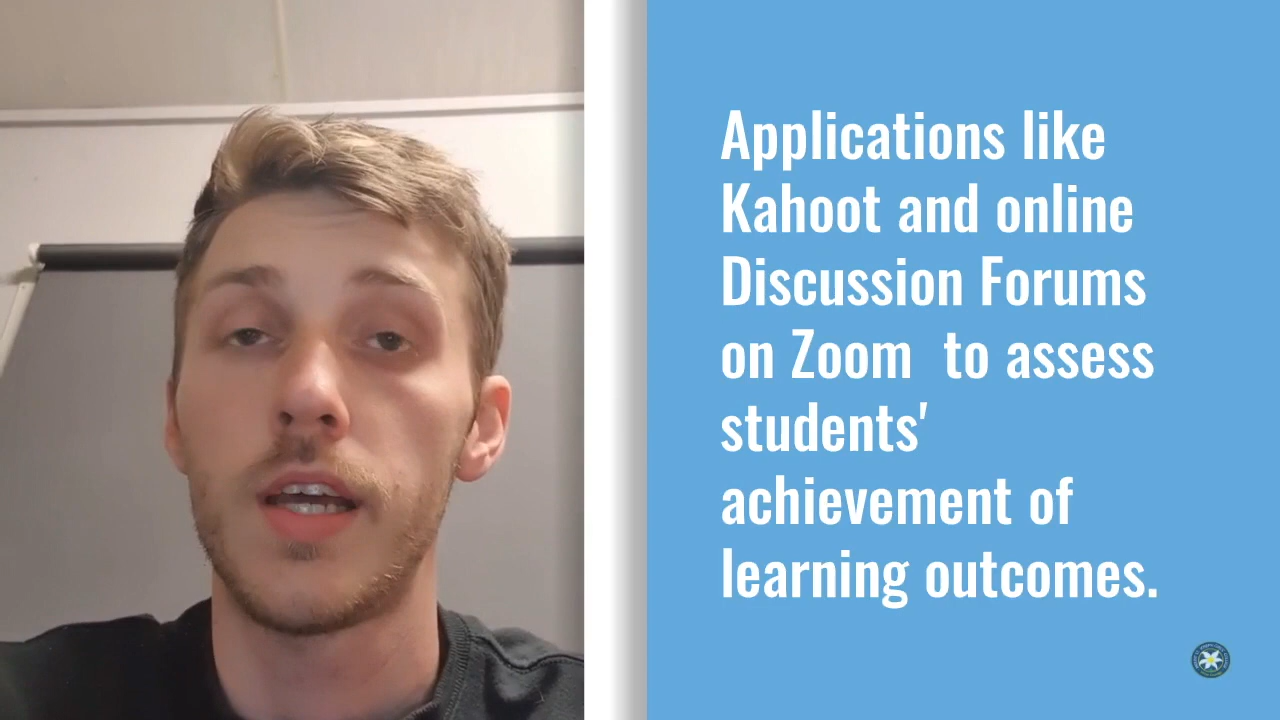 Applications like
Kahoot and online
Discussion Forums
on Zoom  to assess
students'
achievement of
learning outcomes.